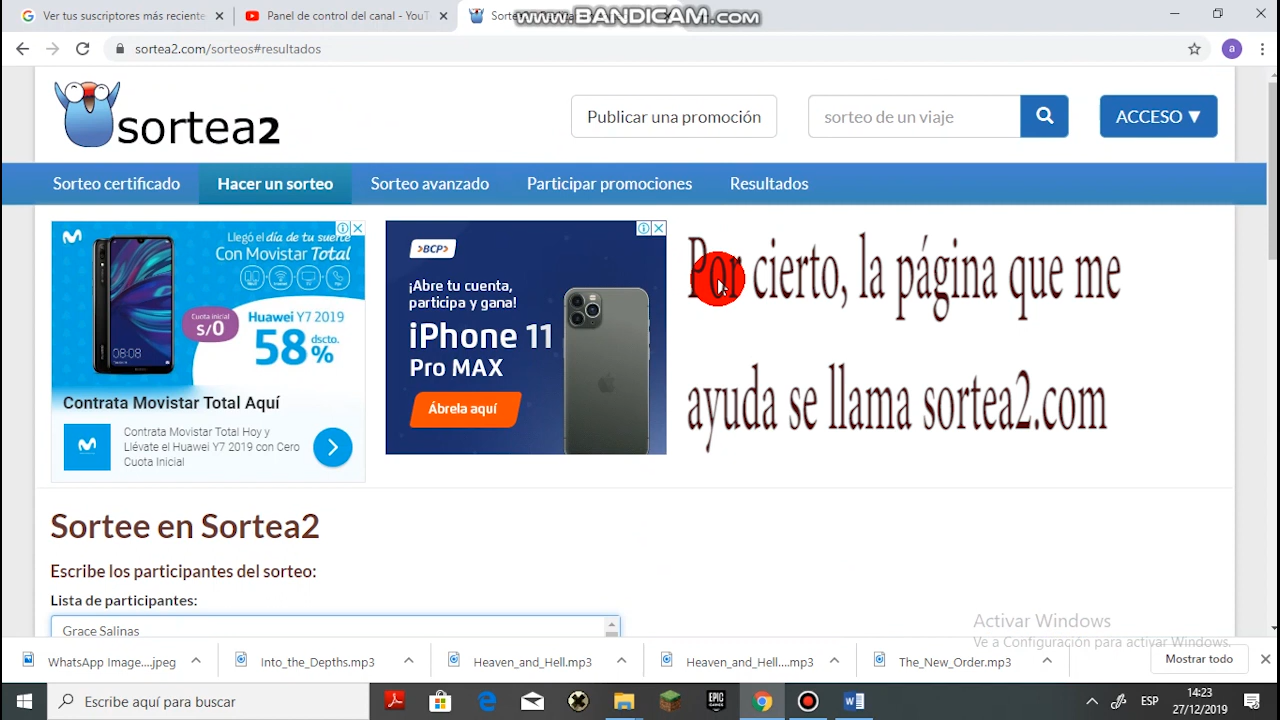 Ver tus suscriptores más reciente
Panel de control del canal - YouT
www.BANDICAM.com
sortea2.com/sorteos#resultados
a
sortea2
Publicar una promoción
sorteo de un viaje
ACCESO ▼
Sorteo certificado
Hacer un sorteo
Sorteo avanzado
Participar promociones
Resultados
Llegó el día de tu suerte
Con Movistar Total
Cuota inicial
S/0
Huawei Y7 2019
58%
dscto.
08:08
Contrata Movistar Total Aquí
Contrata Movistar Total Hoy y
Llévate el Huawei Y7 2019 con Cero
Cuota Inicial
>BCP>
¡Abre tu cuenta,
participa y gana!
iPhone 11
Pro MAX
Ábrela aquí
Por cierto, la página que me
ayuda se llama sortea2.com
Sortee en Sortea2
Escribe los participantes del sorteo:
Lista de participantes:
Grace Salinas
Activar Windows
Ve a Configuración para activar Windows.
WhatsApp Image....jpeg
Into_the_Depths.mp3
Heaven_and_Hell.mp3
Heaven_and_Hell....mp3
The_New_Order.mp3
Mostrar todo
Escribe aquí para buscar
EPIC
GAMES
ESP
14:23
27/12/2019